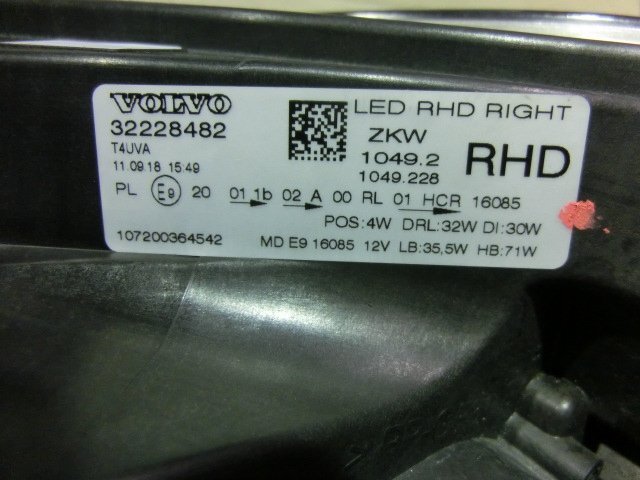 VOLVO
LED RHD RIGHT
32228482
ZKW
T4UVA
1049.2
RHD
11.09.18 15:49
1049.228
PL E9 20 01 1b 02 A 00 RL 01 HCR 16085
POS:4W DRL:32W DI:30W
107200364542 MD E9 16085 12V LB:35,5W HB:71W